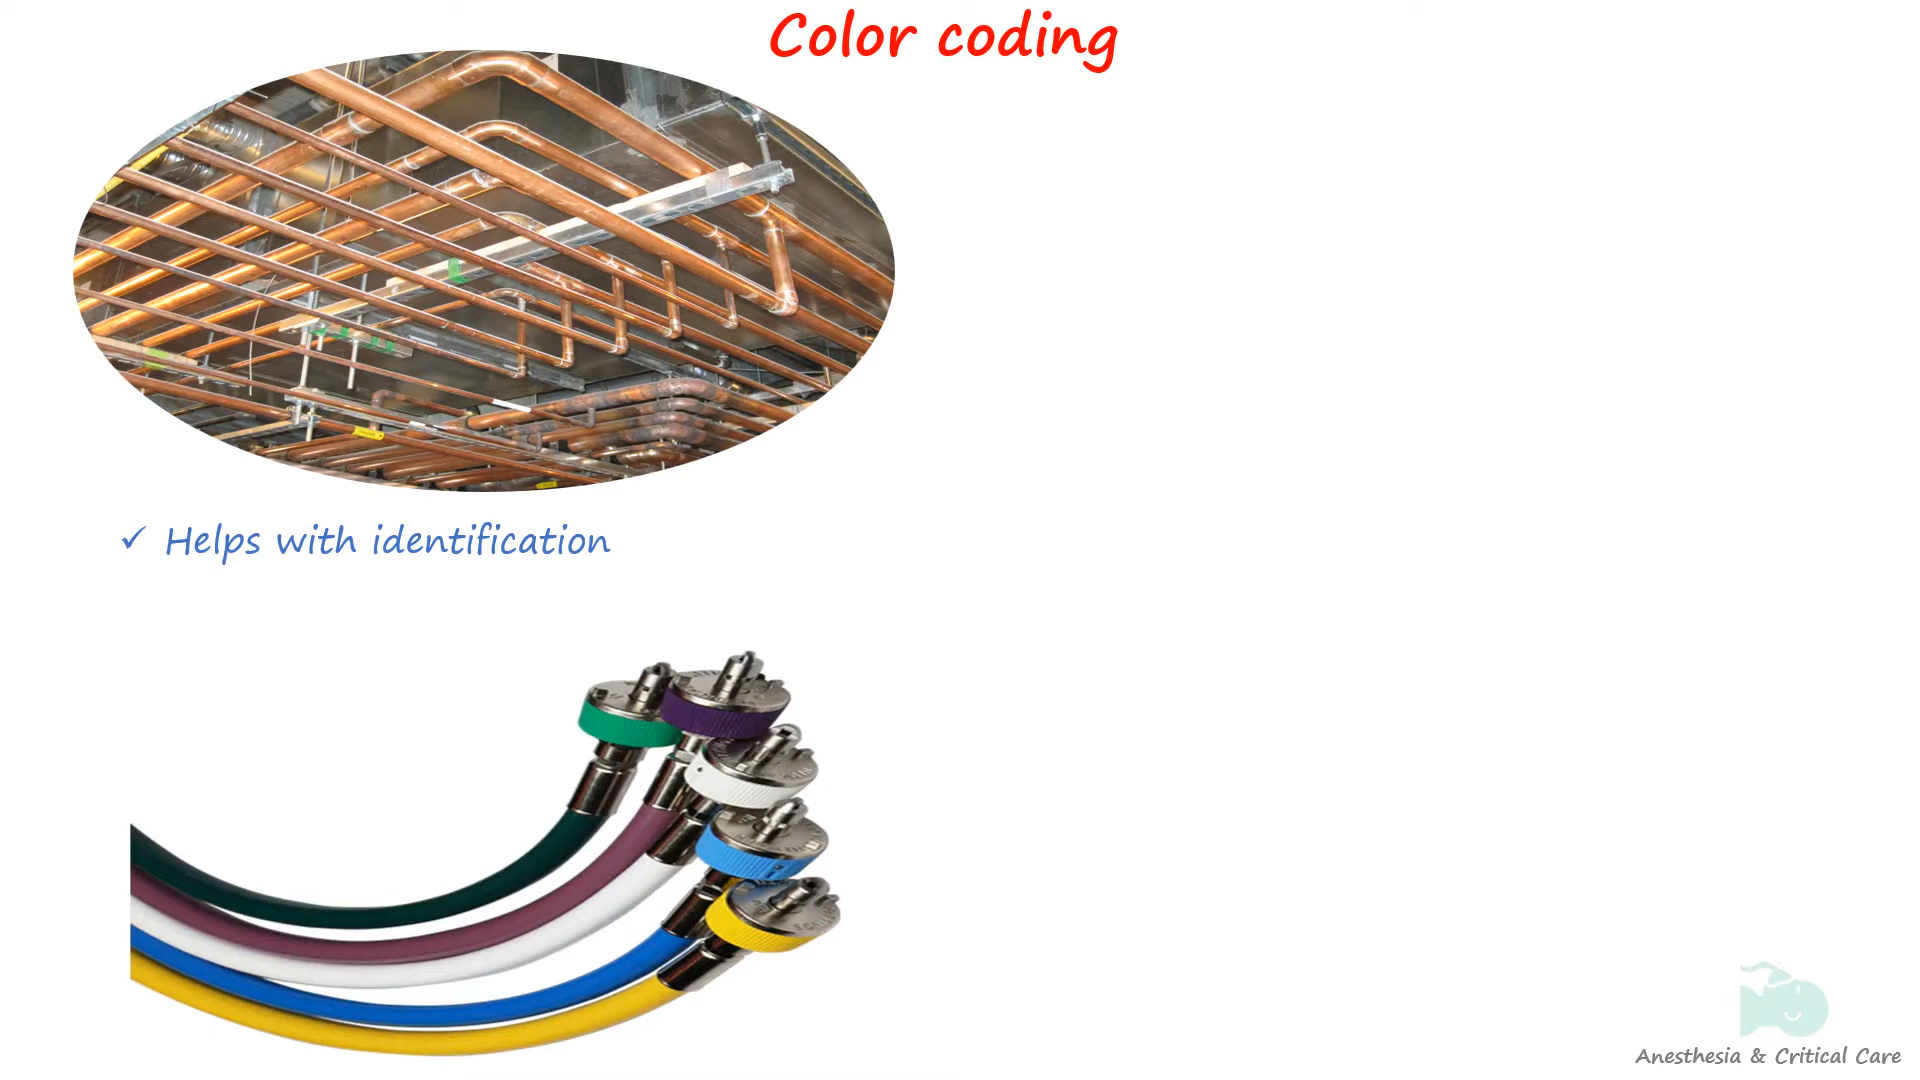 Color coding
✓ Helps with identification
Anesthesia & Critical Care